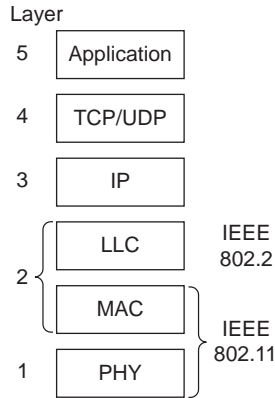 Layer
5 Application
4 TCP/UDP
3 IP
LLC IEEE
802.2
2
MAC
IEEE
802.11
1 PHY